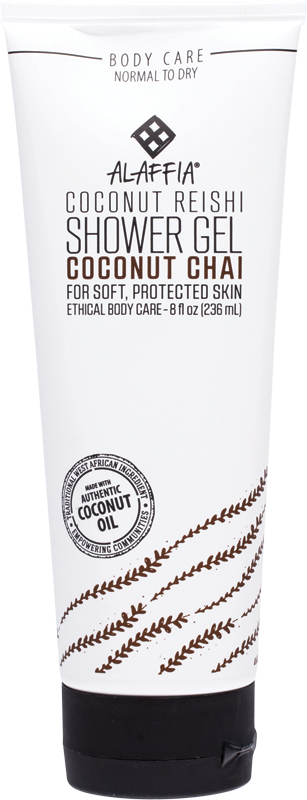 BODY CARE
NORMAL TO DRY
ALAFFIA®
COCONUT REISHI
SHOWER GEL
COCONUT CHAI
FOR SOFT, PROTECTED SKIN
ETHICAL BODY CARE - 8 fl oz (236 mL)
TRADITIONAL WEST AFRICAN INGREDIENT
MADE WITH
AUTHENTIC
COCONUT
OIL
• EMPOWERING COMMUNITIES •